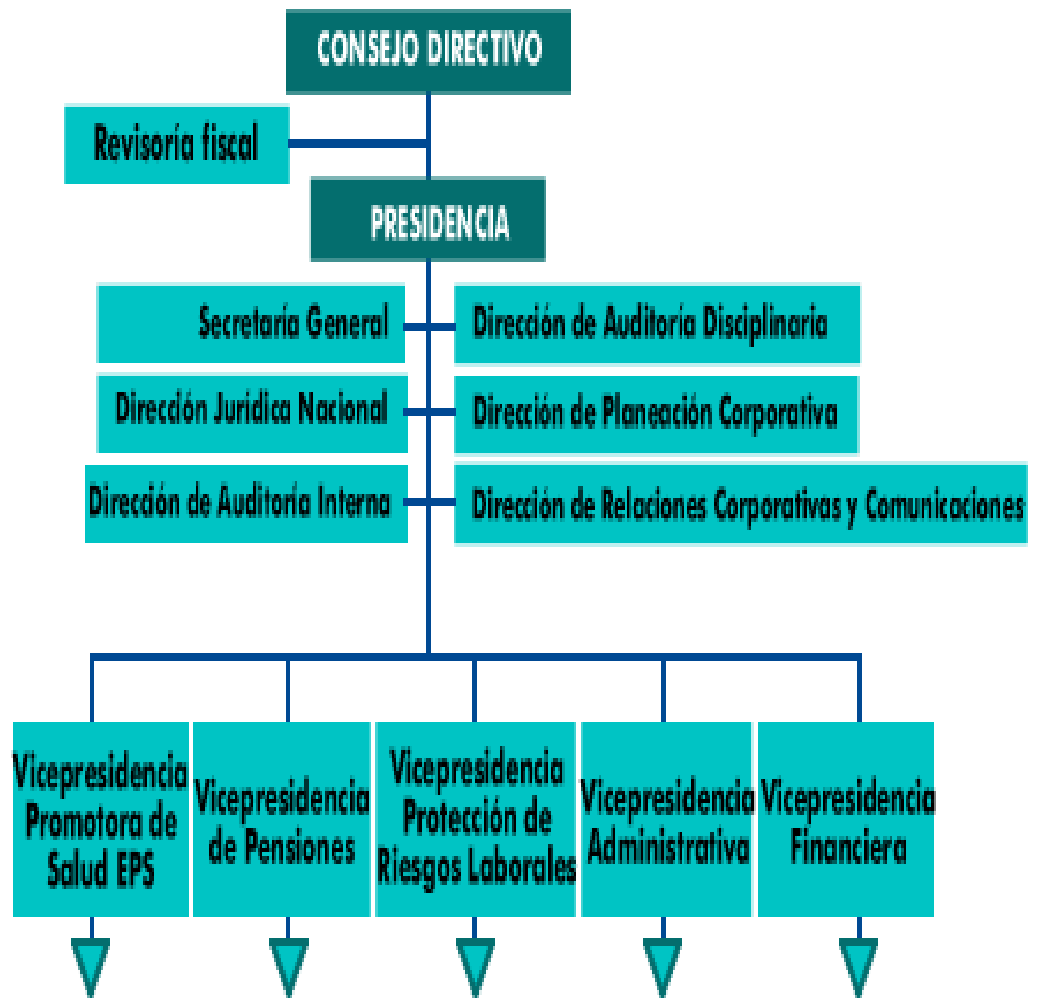 CONSEJO DIRECTIVO
Revisoría fiscal
PRESIDENCIA
Secretaría General
Dirección de Auditoría Disciplinaria
Dirección Jurídica Nacional
Dirección de Planeación Corporativa
Dirección de Auditoría Interna
Dirección de Relaciones Corporativas y Comunicaciones
Vicepresidencia
Promotora de
Salud EPS
Vicepresidencia
de Pensiones
Vicepresidencia
Protección de
Riesgos Laborales
Vicepresidencia
Administrativa
Vicepresidencia
Financiera